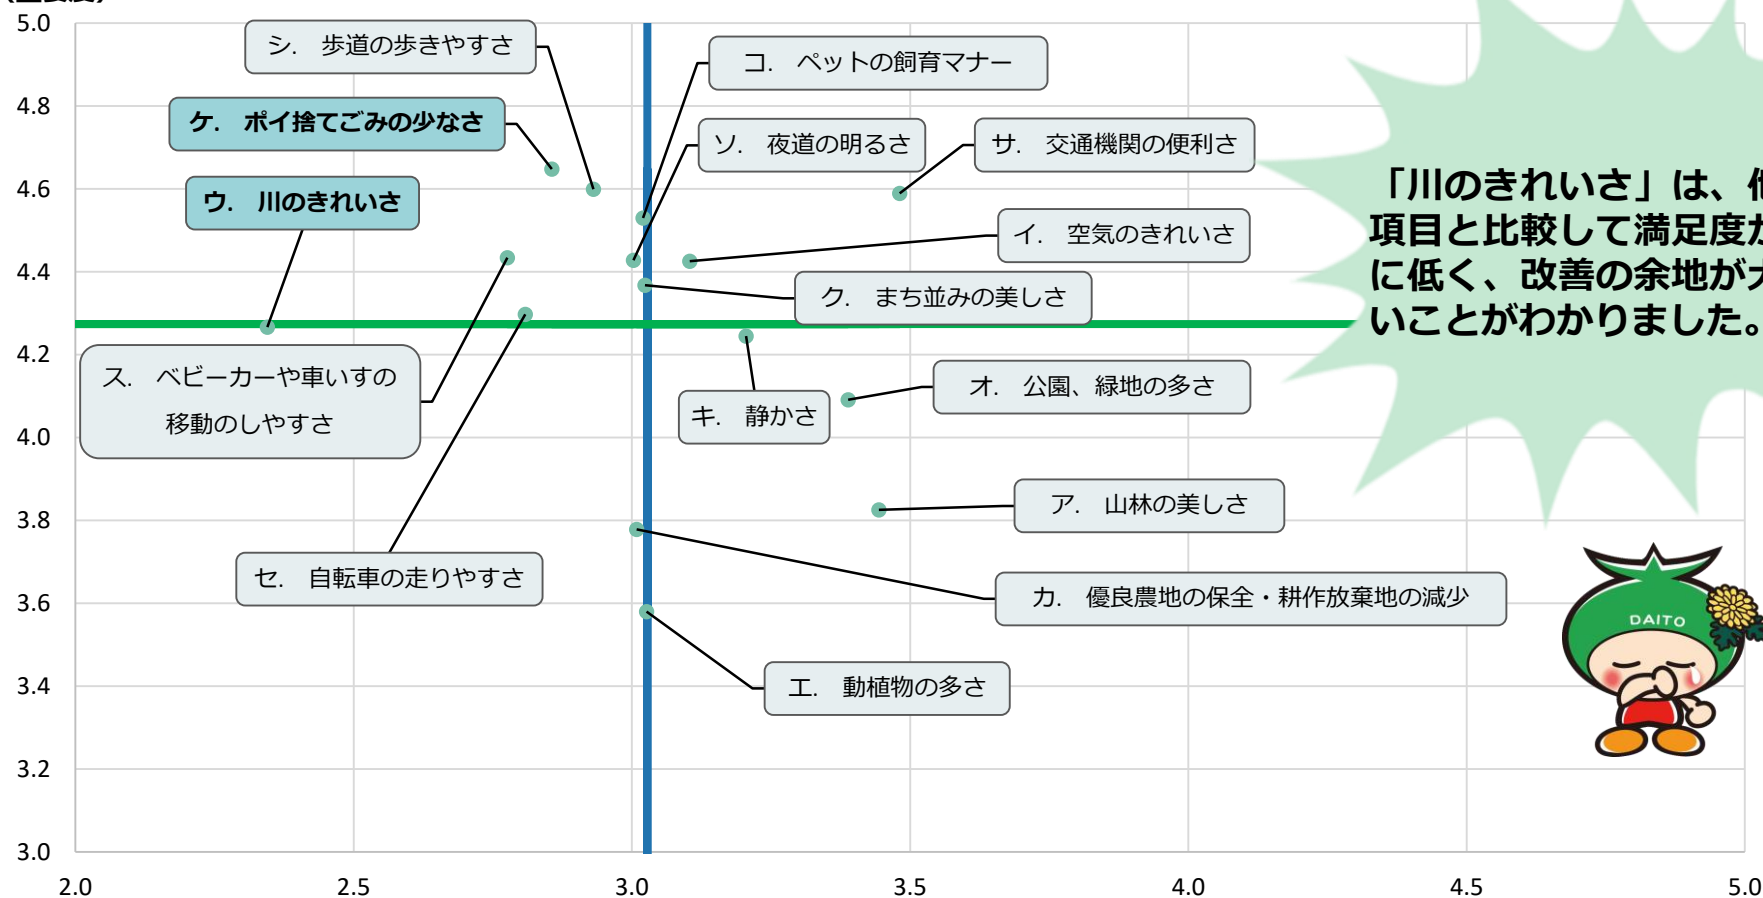 5.0
シ. 歩道の歩きやすさ
コ. ペットの飼育マナー
4.8
ケ. ポイ捨てごみの少なさ
ソ. 夜道の明るさ
サ. 交通機関の便利さ
4.6
ウ. 川のきれいさ
イ. 空気のきれいさ
4.4
ク. まち並みの美しさ
「川のきれいさ」は、
項目と比較して満足度
に低く、改善の余地が
いことがわかりました。
4.2
ス. ベビーカーや車いすの
移動のしやすさ
キ. 静かさ
オ. 公園、緑地の多さ
4.0
ア. 山林の美しさ
3.8
セ. 自転車の走りやすさ
カ. 優良農地の保全・耕作放棄地の減少
3.6
DAITO
エ. 動植物の多さ
3.4
3.2
3.0
2.0 2.5 3.0 3.5 4.0 4.5 5.0